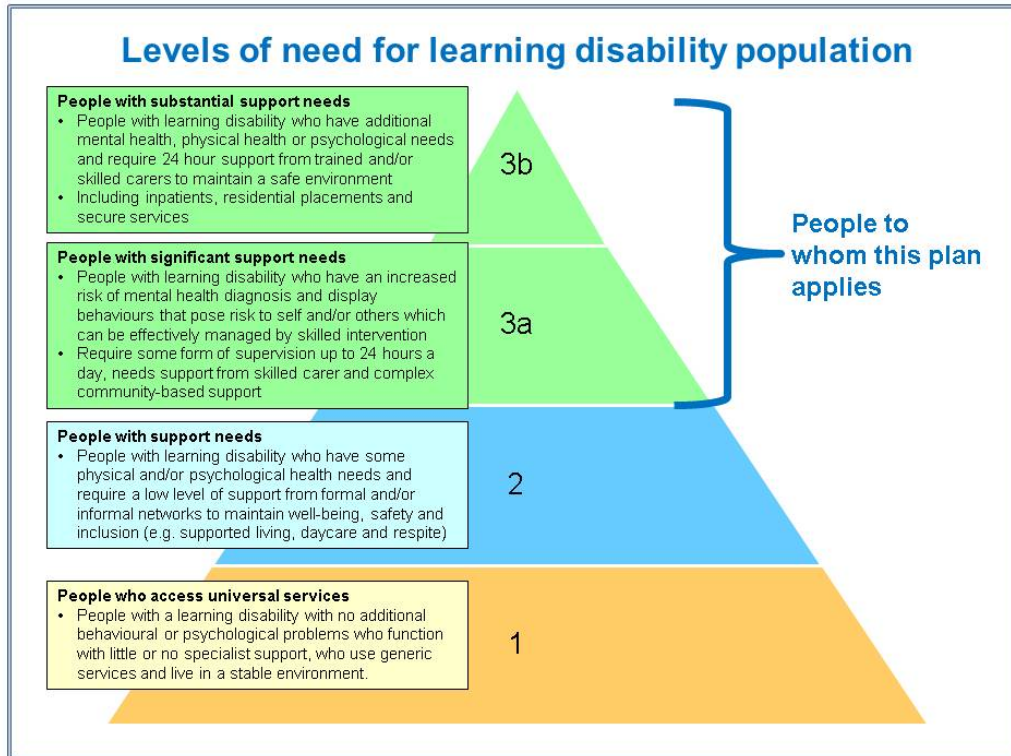 Levels of need for learning disability population
People with substantial support needs
• People with learning disability who have additional
mental health, physical health or psychological needs
and require 24 hour support from trained and/or
skilled carers to maintain a safe environment
• Including inpatients, residential placements and
secure services
3b
People with significant support needs
• People with learning disability who have an increased
risk of mental health diagnosis and display
behaviours that pose risk to self and/or others which
can be effectively managed by skilled intervention
• Require some form of supervision up to 24 hours a
day, needs support from skilled carer and complex
community-based support
3a
People to
whom this plan
applies
People with support needs
• People with learning disability who have some
physical and/or psychological health needs and
require a low level of support from formal and/or
informal networks to maintain well-being, safety and
inclusion (e.g. supported living, daycare and respite)
2
People who access universal services
• People with a learning disability with no additional
behavioural or psychological problems who function
with little or no specialist support, who use generic
services and live in a stable environment.
1